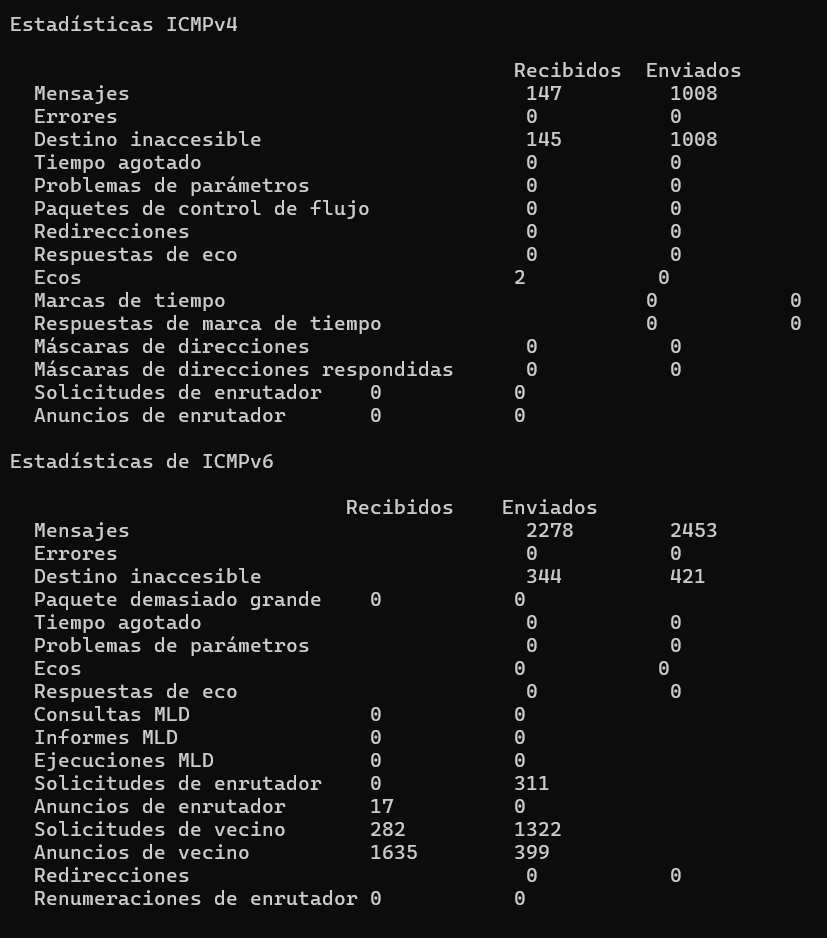 Estadísticas ICMPv4
Recibidos Enviados
Mensajes 147 1008
Errores 0 0
Destino inaccesible 145 1008
Tiempo agotado 0 0
Problemas de parámetros 0 0
Paquetes de control de flujo 0 0
Redirecciones 0 0
Respuestas de eco 0 0
Ecos 2 0
Marcas de tiempo 0 0
Respuestas de marca de tiempo 0 0
Máscaras de direcciones 0 0
Máscaras de direcciones respondidas 0 0
Solicitudes de enrutador 0 0
Anuncios de enrutador 0 0
Estadísticas de ICMPv6
Recibidos Enviados
Mensajes 2278 2453
Errores 0 0
Destino inaccesible 344 421
Paquete demasiado grande 0 0
Tiempo agotado 0 0
Problemas de parámetros 0 0
Ecos 0 0
Respuestas de eco 0 0
Consultas MLD 0 0
Informes MLD 0 0
Ejecuciones MLD 0 0
Solicitudes de enrutador 0 311
Anuncios de enrutador 17 0
Solicitudes de vecino 282 1322
Anuncios de vecino 1635 399
Redirecciones 0 0
Renumeraciones de enrutador 0 0